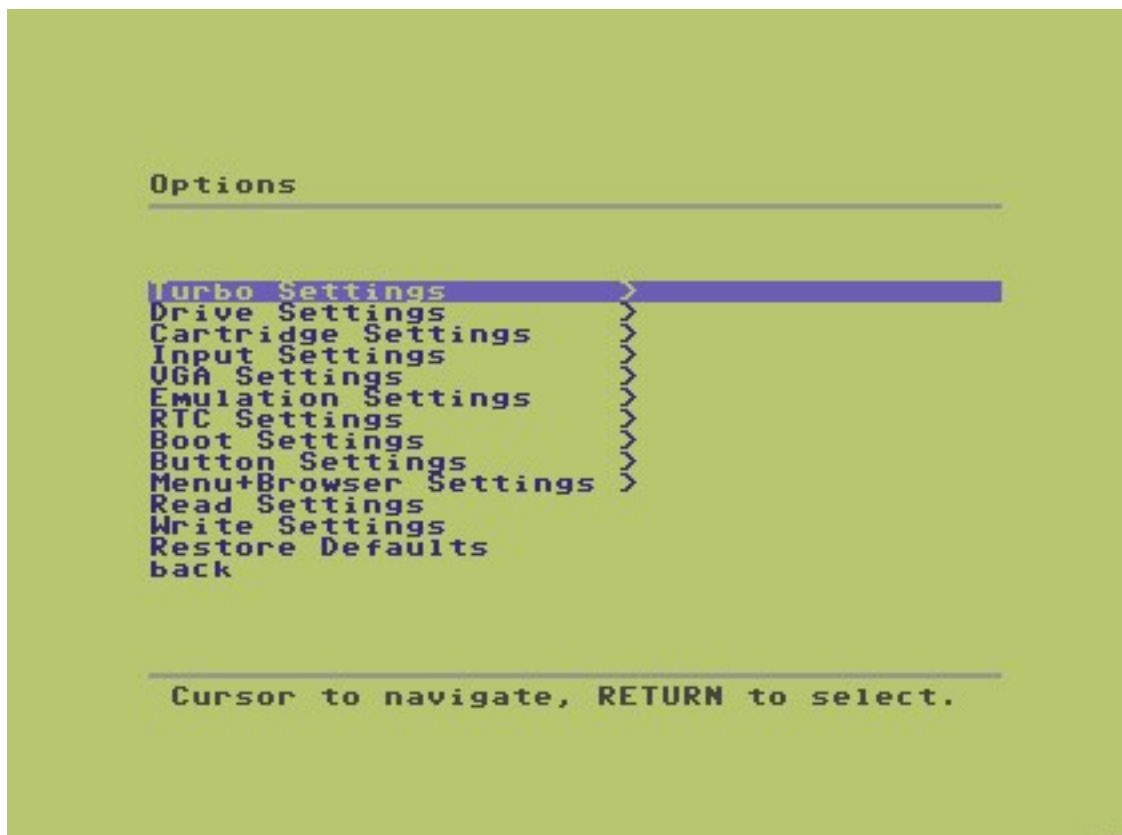 Options
Turbo Settings >
Drive Settings >
Cartridge Settings >
Input Settings >
VGA Settings >
Emulation Settings >
RTC Settings >
Boot Settings >
Button Settings >
Menu+Browser Settings >
Read Settings
Write Settings
Restore Defaults
back
Cursor to navigate, RETURN to select.